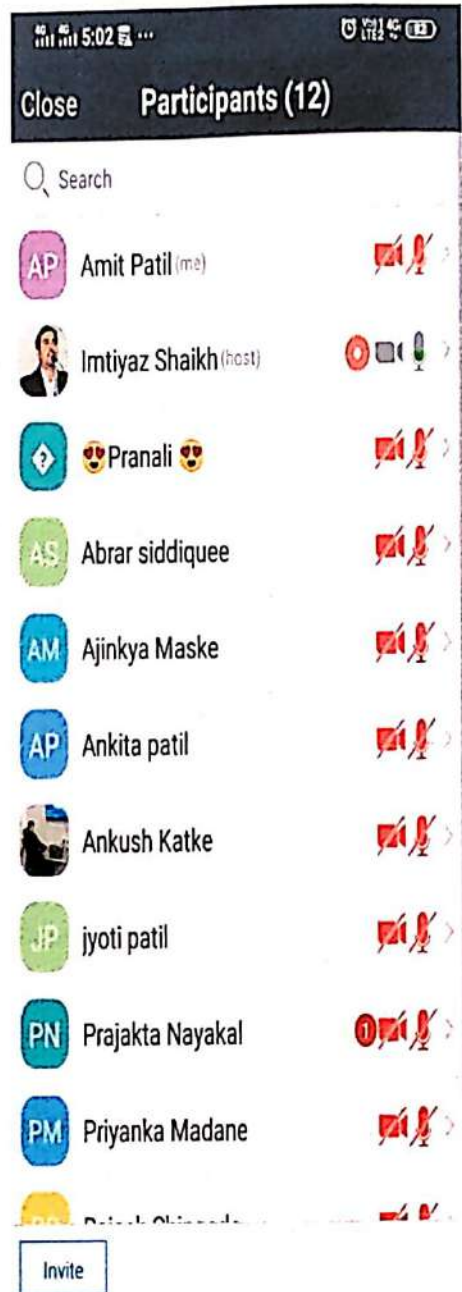 5:02
Close Participants (12)
Search
AP Amit Patil (me)
Imtiyaz Shaikh (host)
? 😍Pranali 😍
AS Abrar siddiquee
AM Ajinkya Maske
AP Ankita patil
Ankush Katke
JP jyoti patil
PN Prajakta Nayakal 1
PM Priyanka Madane
Invite